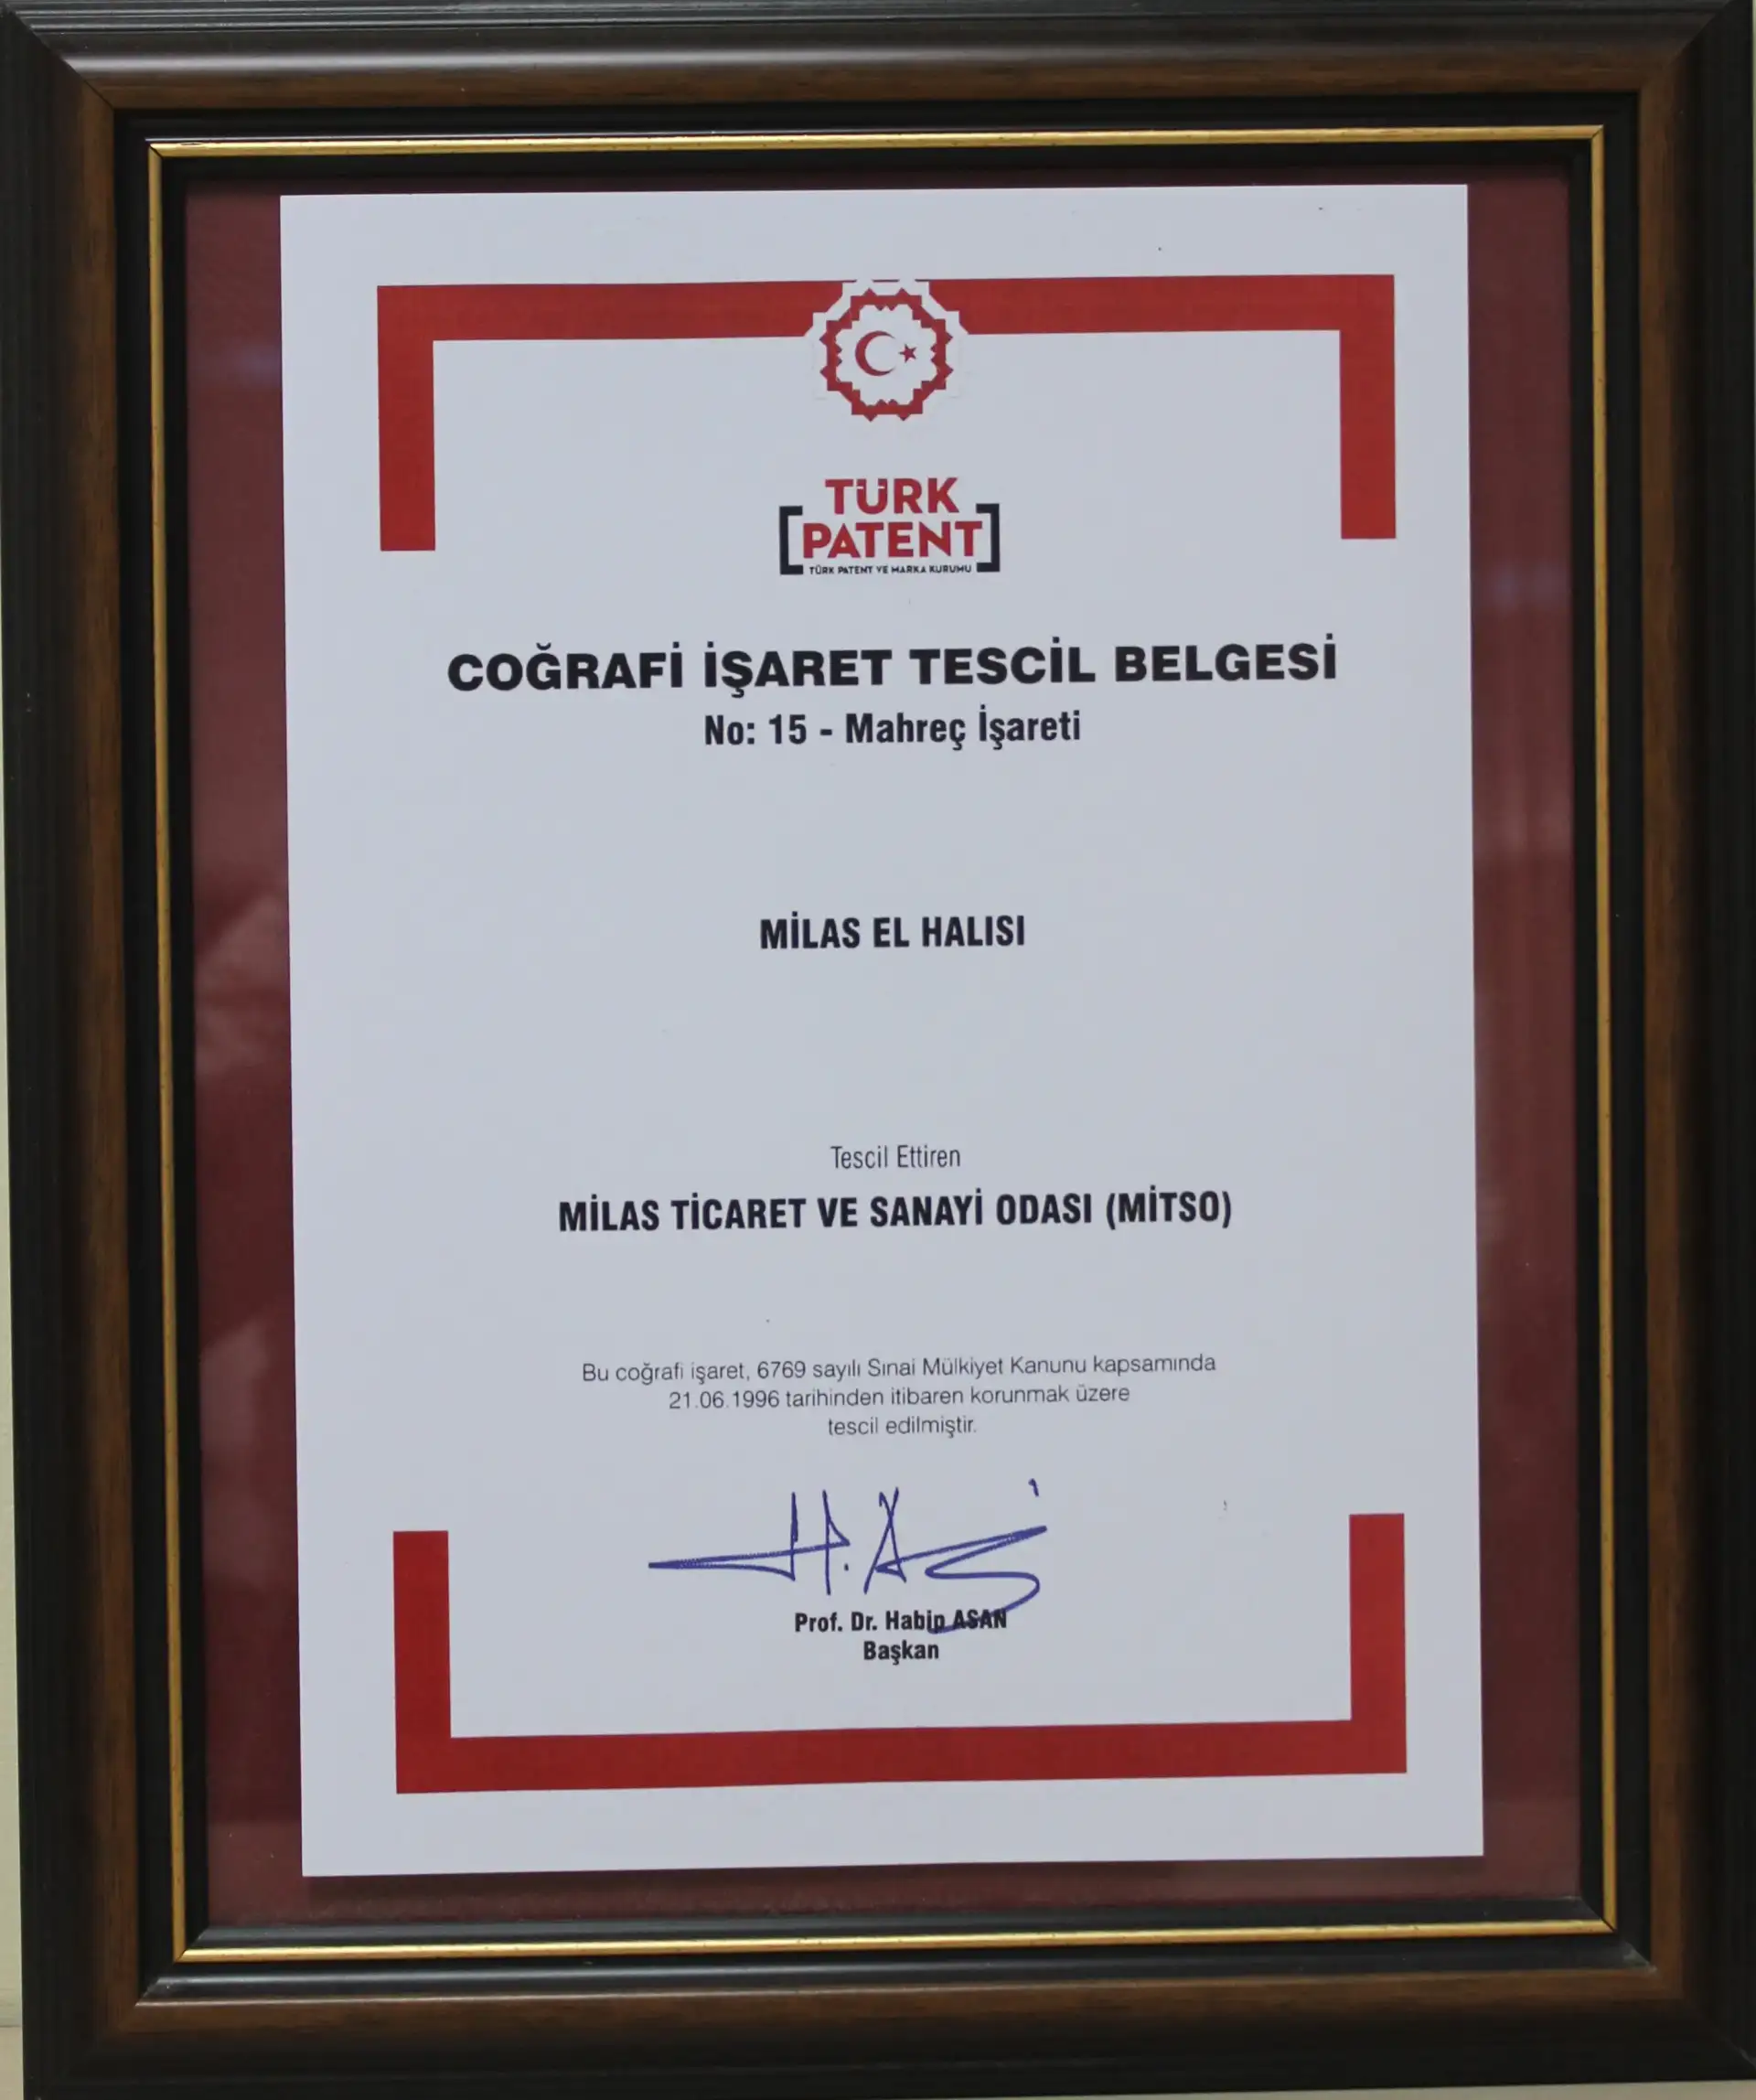 TÜRK
PATENT
TÜRK PATENT VE MARKA KURUMU
COĞRAFİ İŞARET TESCİL BELGESİ
No: 15 - Mahreç İşareti
MİLAS EL HALISI
Tescil Ettiren
MİLAS TİCARET VE SANAYİ ODASI (MİTSO)
Bu coğrafi işaret, 6769 sayılı Sınai Mülkiyet Kanunu kapsamında
21.06.1996 tarihinden itibaren korunmak üzere
tescil edilmiştir.
H. Asi
Prof. Dr. Habip ASAN
Başkan